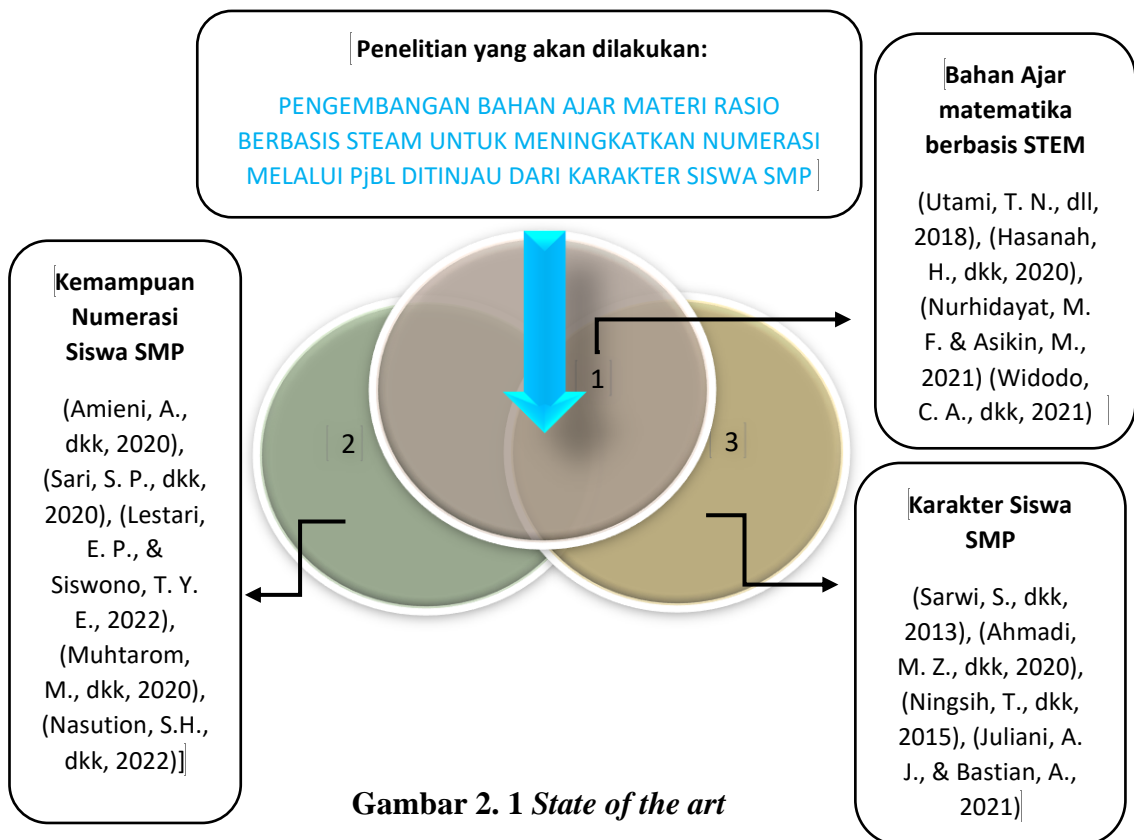 Penelitian yang akan dilakukan:
PENGEMBANGAN BAHAN AJAR MATERI RASIO
BERBASIS STEAM UNTUK MENINGKATKAN NUMERASI
MELALUI PjBL DITINJAU DARI KARAKTER SISWA SMP
Bahan Ajar
matematika
berbasis STEM
(Utami, T. N., dll,
2018), (Hasanah,
H., dkk, 2020),
(Nurhidayat, M.
F. & Asikin, M.,
2021) (Widodo,
C. A., dkk, 2021)
Kemampuan
Numerasi
Siswa SMP
(Amieni, A.,
dkk, 2020),
(Sari, S. P., dkk,
2020), (Lestari,
E. P., &
Siswono, T. Y.
E., 2022),
(Muhtarom,
M., dkk, 2020),
(Nasution, S.H.,
dkk, 2022)]
1
2
3
Karakter Siswa
SMP
(Sarwi, S., dkk,
2013), (Ahmadi,
M. Z., dkk, 2020),
(Ningsih, T., dkk,
2015), (Juliani, A.
J., & Bastian, A.,
2021)
Gambar 2. 1 State of the art